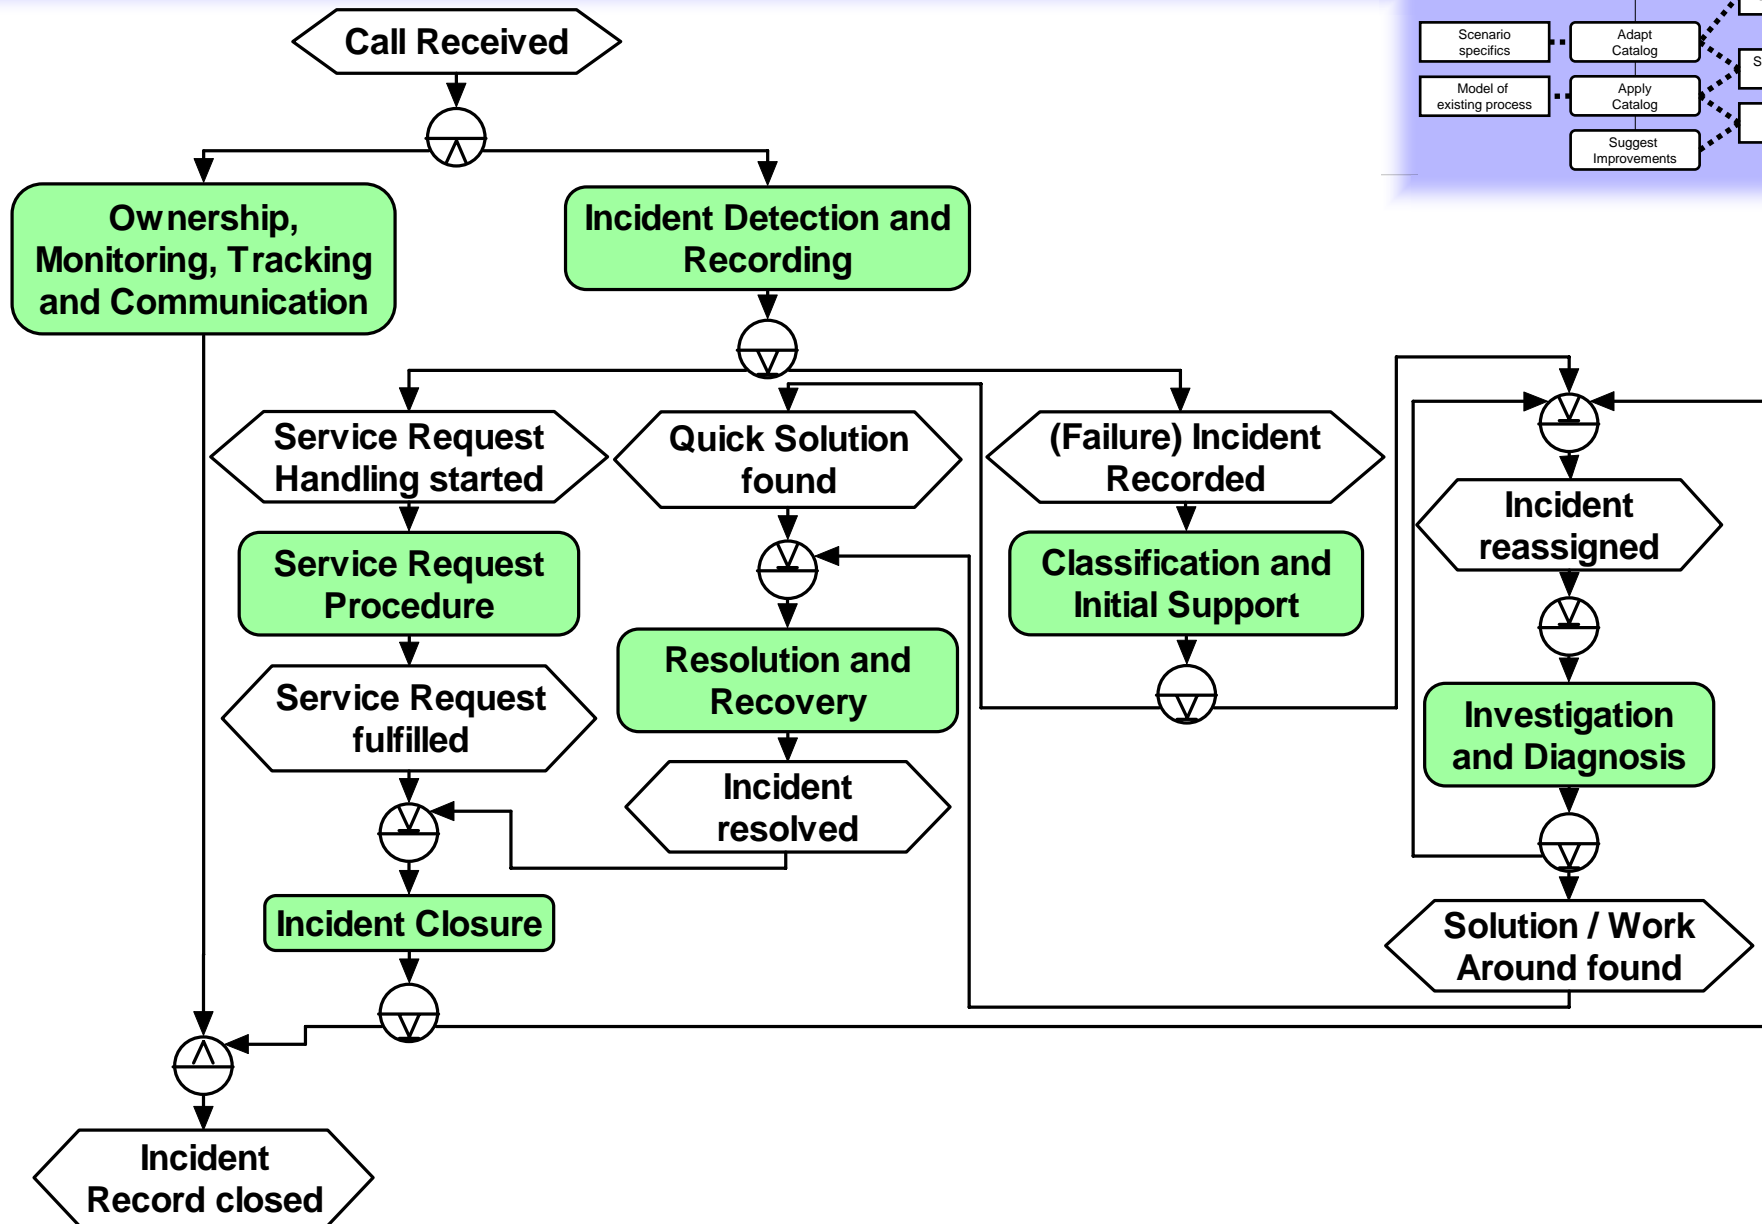 Call Received
Scenario
specifics
Adapt
Catalog
Model of
existing process
Apply
Catalog
Suggest
Improvements
Ownership,
Monitoring, Tracking
and Communication
Incident Detection and
Recording
Service Request
Handling started
Quick Solution
found
(Failure) Incident
Recorded
Incident
reassigned
Service Request
Procedure
Classification and
Initial Support
Resolution and
Recovery
Service Request
fulfilled
Investigation
and Diagnosis
Incident
resolved
Incident Closure
Solution / Work
Around found
Incident
Record closed